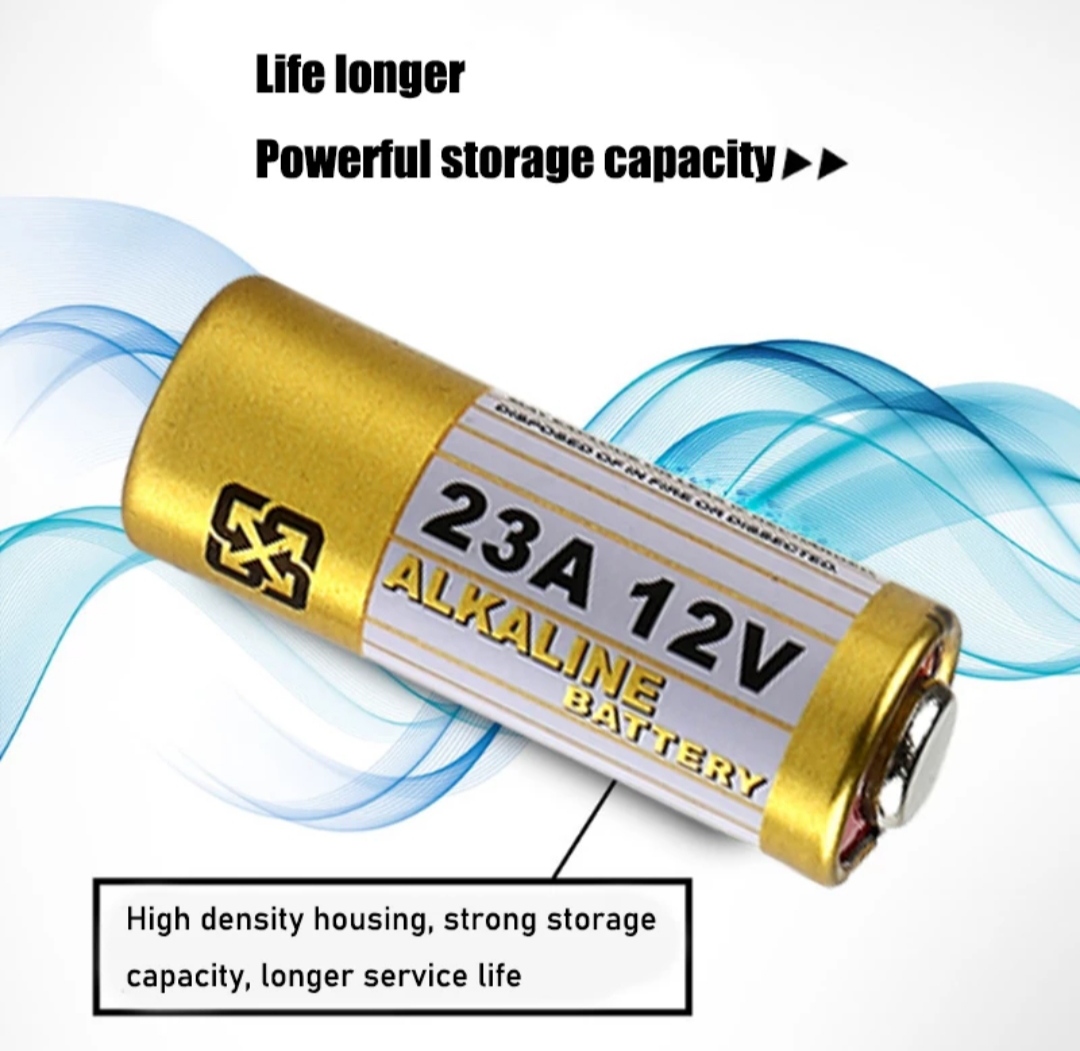 Life longer
Powerful storage capacity
DISPOSED OF IN FIRE OR DISSECTED.
23A 12V
ALKALINE
BATTERY
High density housing, strong storage
capacity, longer service life